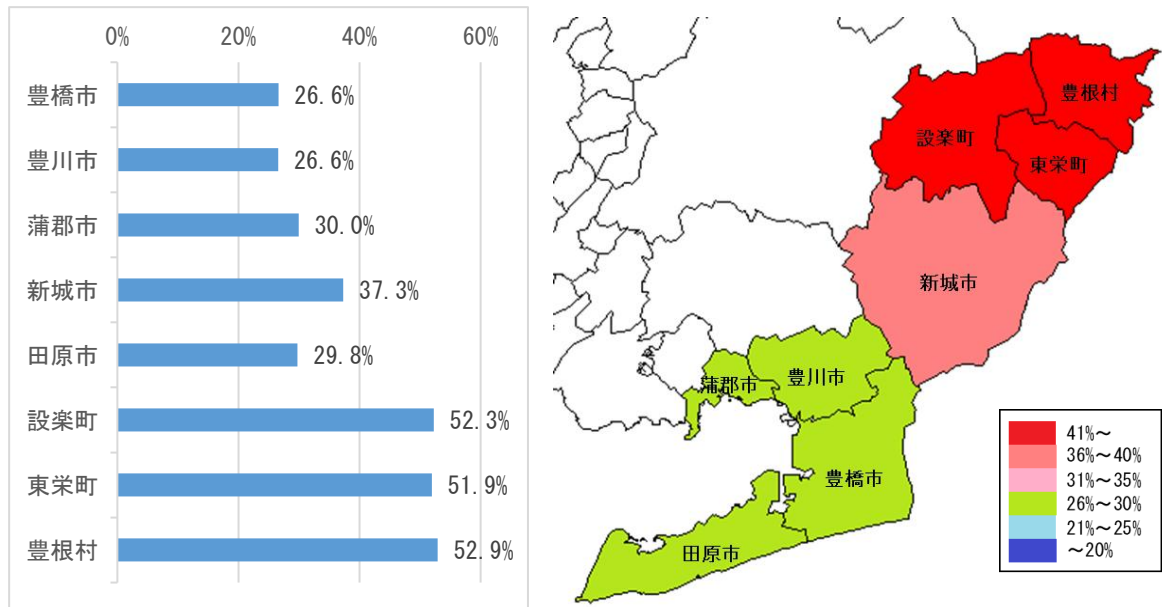 0% 20% 40% 60%
豊橋市 26.6%
豊川市 26.6%
蒲郡市 30.0%
新城市 37.3%
田原市 29.8%
設楽町 52.3%
東栄町 51.9%
豊根村 52.9%
豊根村
設楽町
東栄町
新城市
蒲郡市 豊川市
豊橋市
田原市
41%～
36%～40%
31%～35%
26%～30%
21%～25%
～20%